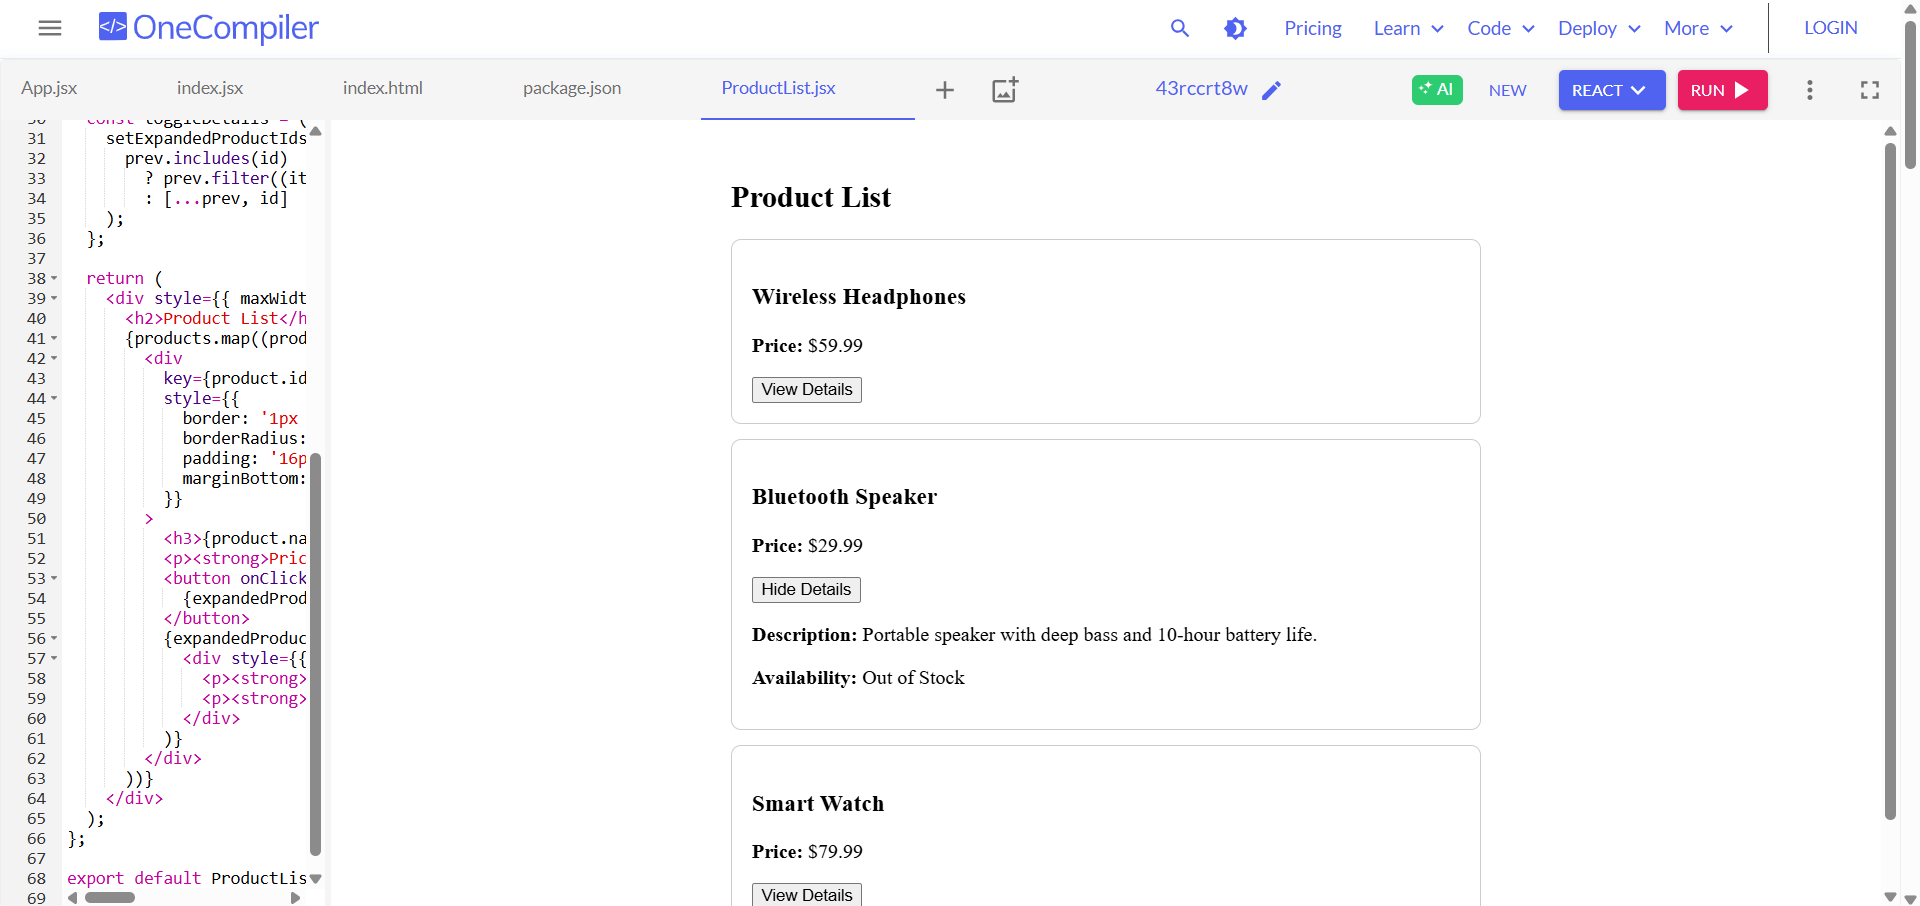 </> OneCompiler
Pricing Learn Code Deploy More LOGIN
App.jsx index.jsx index.html package.json ProductList.jsx + 43rccrt8w AI NEW REACT RUN
30 const toggleDetails = (
31 setExpandedProductIds
32 prev.includes(id)
33 ? prev.filter((it
34 : [...prev, id]
35 );
36 };
37
38 return (
39 <div style={{ maxWidt
40 <h2>Product List</h
41 {products.map((prod
42 <div
43 key={product.id
44 style={{
45 border: '1px
46 borderRadius:
47 padding: '16p
48 marginBottom:
49 }}
50 >
51 <h3>{product.na
52 <p><strong>Pric
53 <button onClick
54 {expandedProd
55 </button>
56 {expandedProduc
57 <div style={{
58 <p><strong>
59 <p><strong>
60 </div>
61 )}
62 </div>
63 ))}
64 </div>
65 );
66 };
67
68 export default ProductLis
69
Product List
Wireless Headphones
Price: $59.99
View Details
Bluetooth Speaker
Price: $29.99
Hide Details
Description: Portable speaker with deep bass and 10-hour battery life.
Availability: Out of Stock
Smart Watch
Price: $79.99
View Details